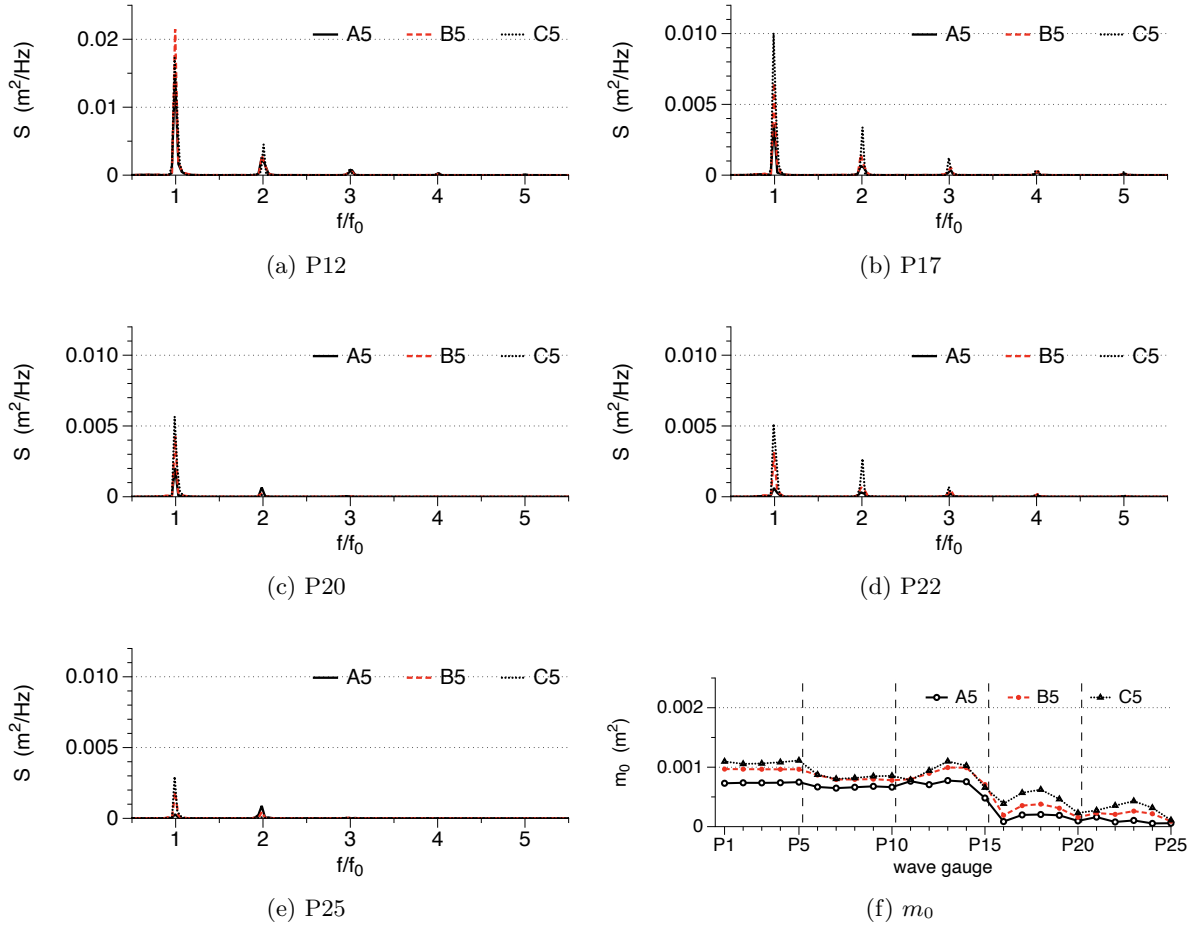 S (m²/Hz)
0.02
0.01
0
A5 B5 C5
1 2 3 4 5
f/f₀
(a) P12
S (m²/Hz)
0.010
0.005
0
A5 B5 C5
1 2 3 4 5
f/f₀
(b) P17
S (m²/Hz)
0.010
0.005
0
A5 B5 C5
1 2 3 4 5
f/f₀
(c) P20
S (m²/Hz)
0.010
0.005
0
A5 B5 C5
1 2 3 4 5
f/f₀
(d) P22
S (m²/Hz)
0.010
0.005
0
A5 B5 C5
1 2 3 4 5
f/f₀
(e) P25
m₀ (m²)
0.002
0.001
0
A5 B5 C5
P1 P5 P10 P15 P20 P25
wave gauge
(f) m₀